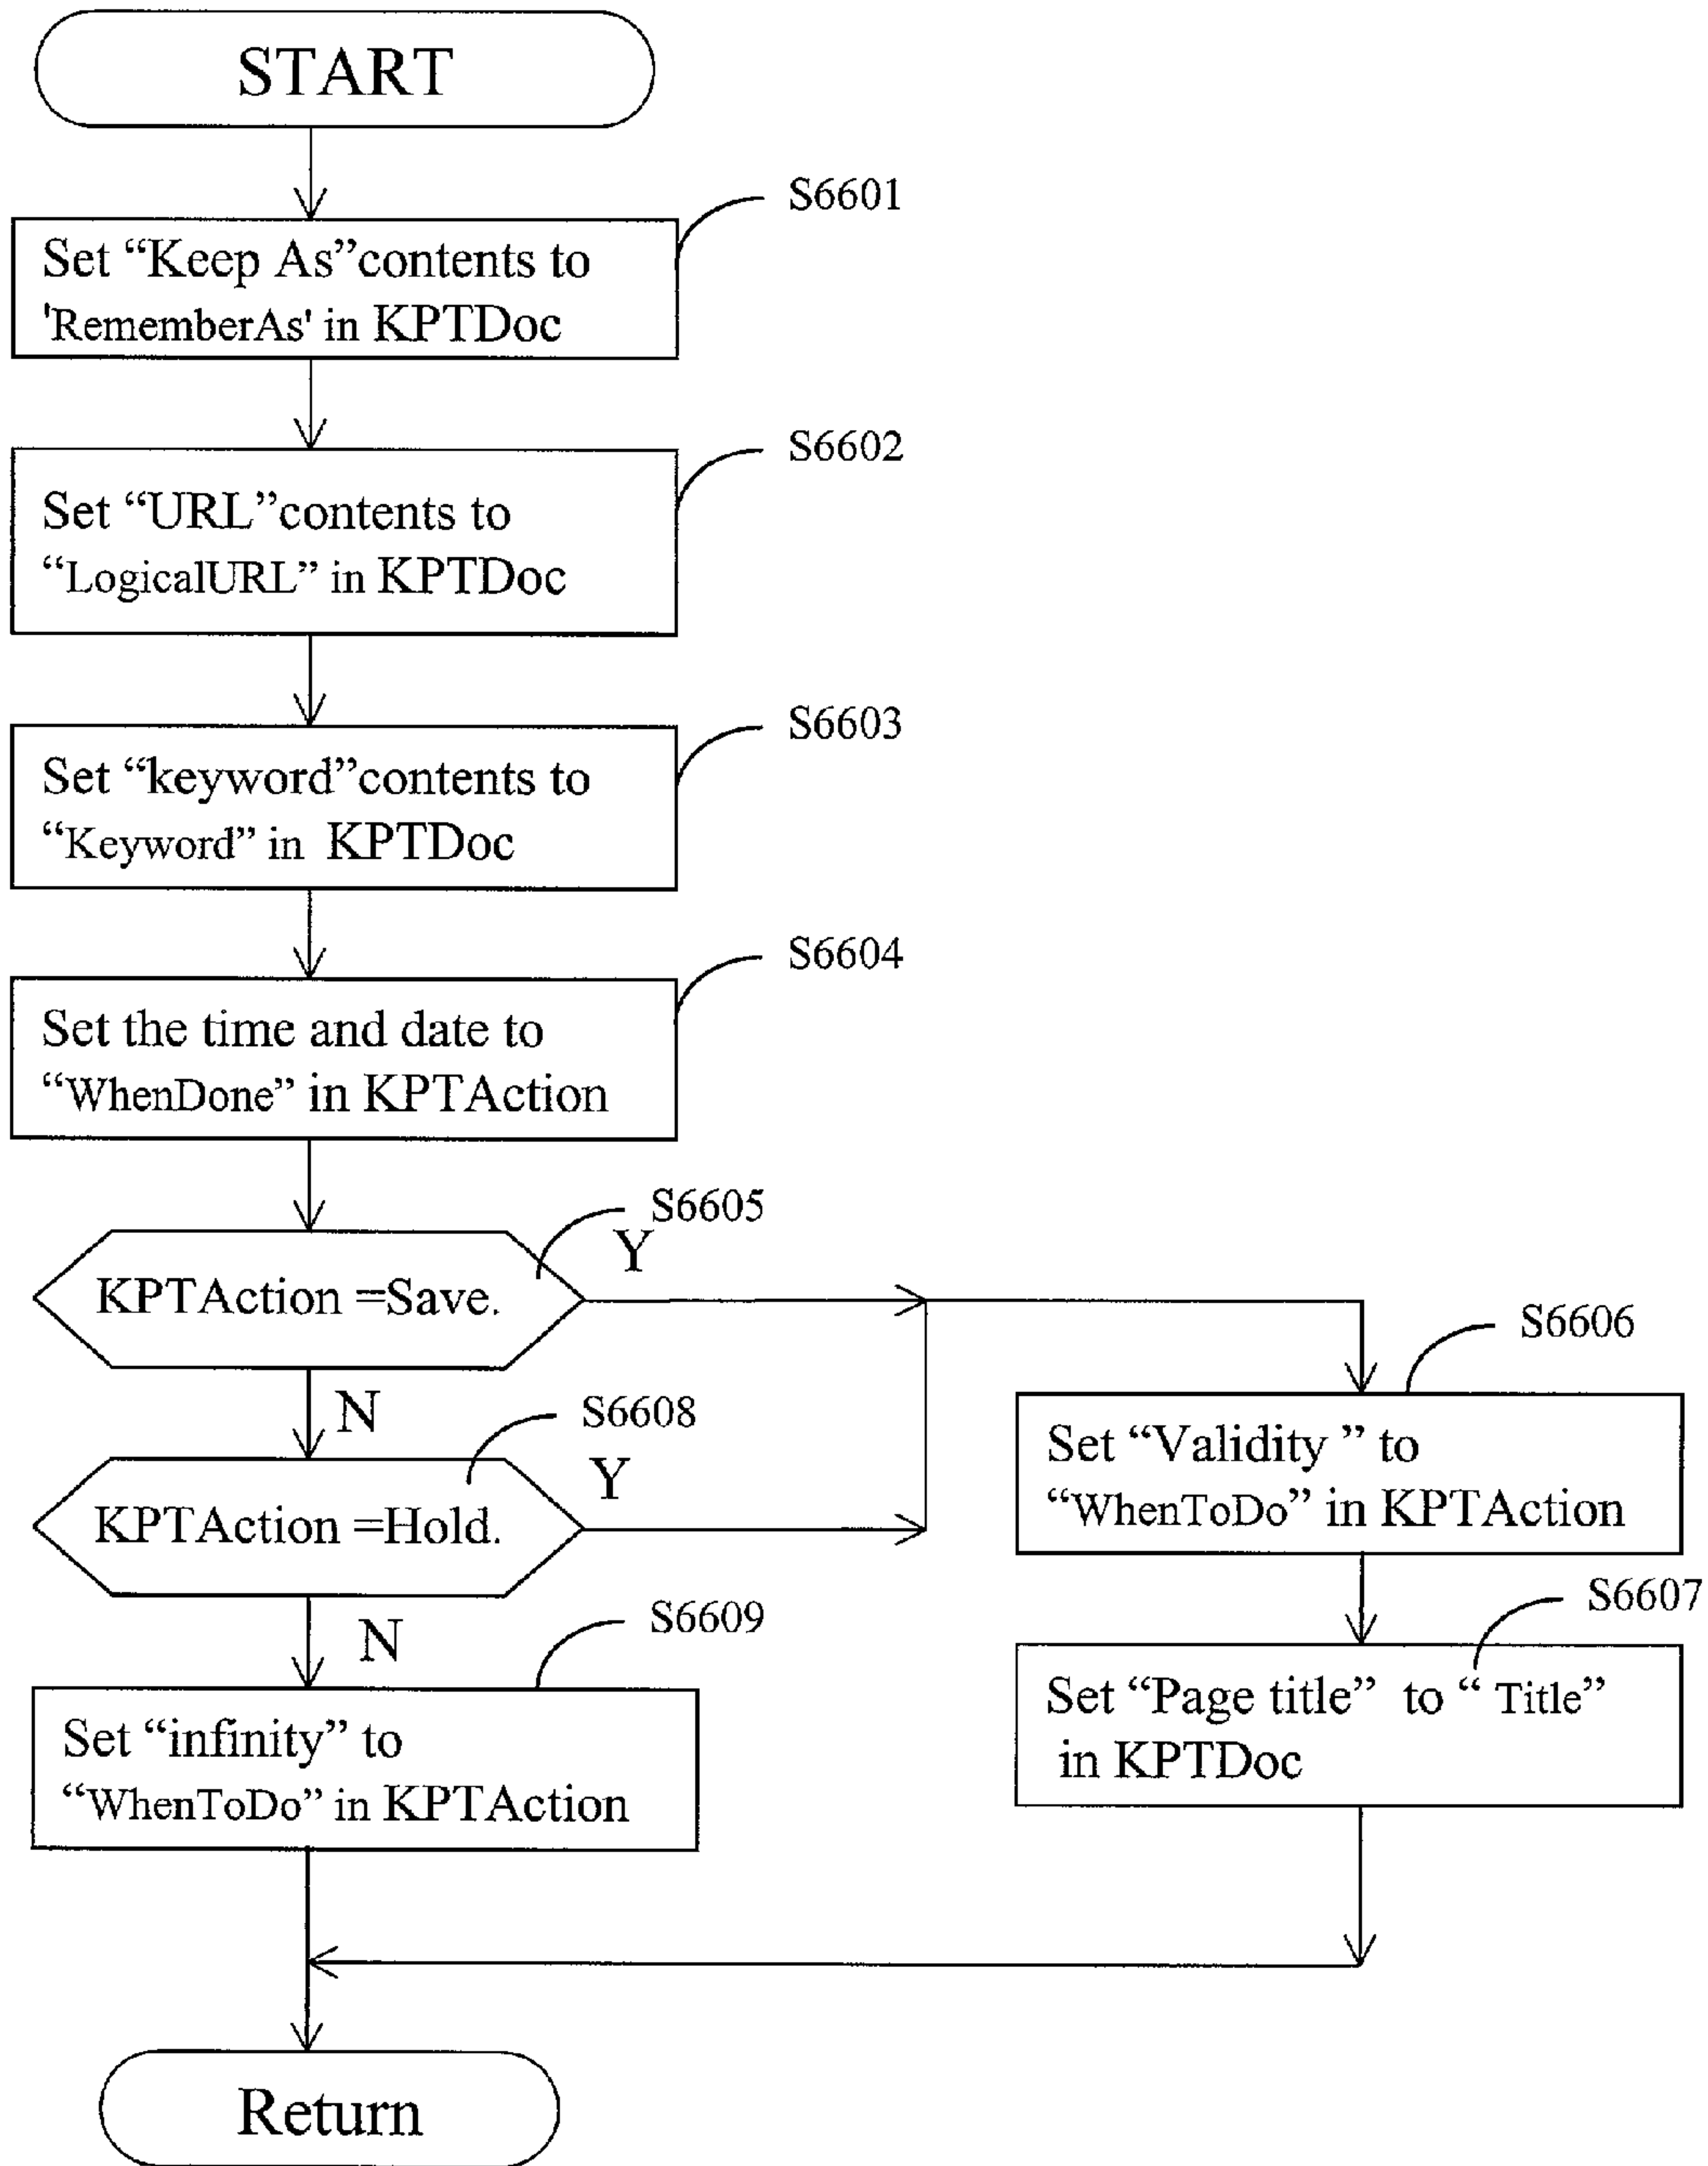 START
S6601
Set “Keep As”contents to
'RememberAs' in KPTDoc
S6602
Set “URL”contents to
“LogicalURL” in KPTDoc
S6603
Set “keyword”contents to
“Keyword” in KPTDoc
S6604
Set the time and date to
“WhenDone” in KPTAction
S6605
Y
KPTAction =Save.
N
S6606
Set “Validity ” to
“WhenToDo” in KPTAction
S6608
Y
KPTAction =Hold.
N
S6607
Set “Page title” to “ Title”
in KPTDoc
S6609
Set “infinity” to
“WhenToDo” in KPTAction
Return